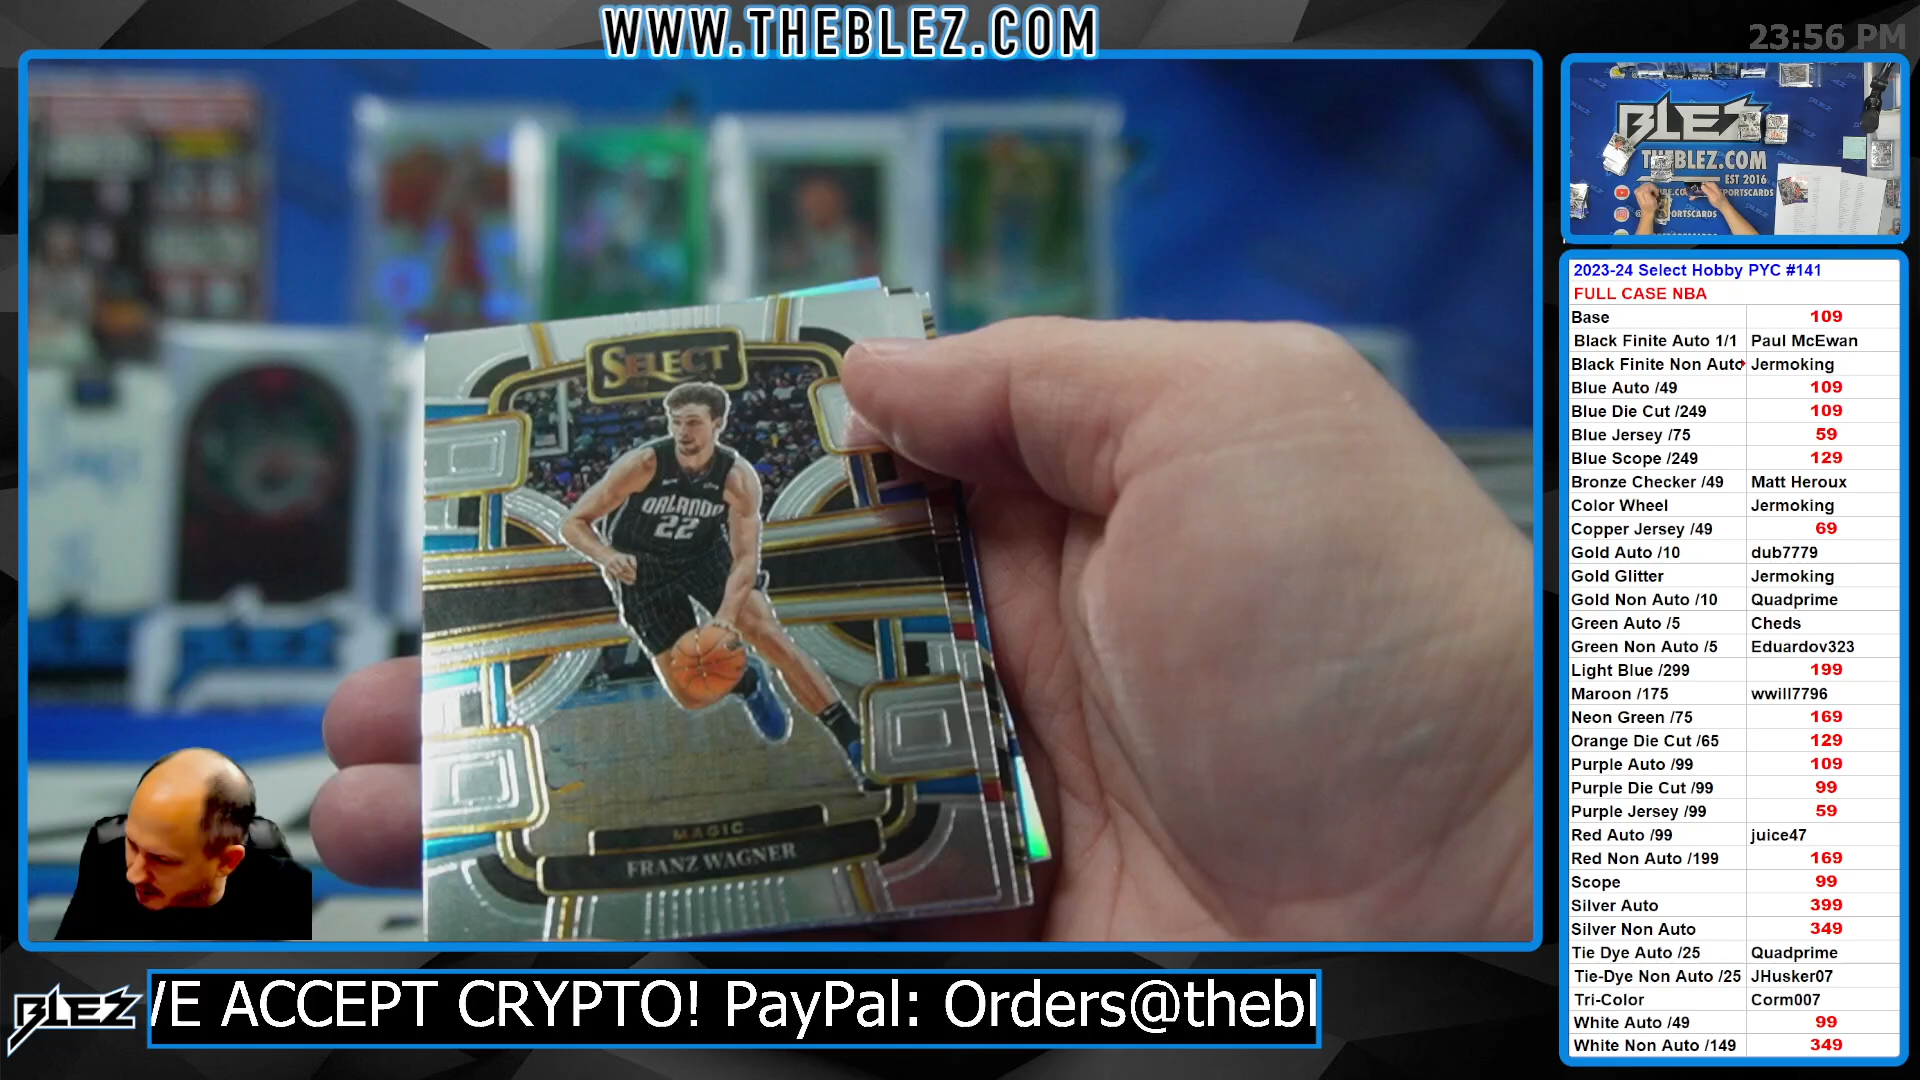 WWW.THEBLEZ.COM
23:56 PM
SELECT
ORLANDO
22
MAGIC
FRANZ WAGNER
BLEZ
THEBLEZ.COM
EST 2016
2023-24 Select Hobby PYC #141
FULL CASE NBA
Base 109
Black Finite Auto 1/1 Paul McEwan
Black Finite Non Auto Jermoking
Blue Auto /49 109
Blue Die Cut /249 109
Blue Jersey /75 59
Blue Scope /249 129
Bronze Checker /49 Matt Heroux
Color Wheel Jermoking
Copper Jersey /49 69
Gold Auto /10 dub7779
Gold Glitter Jermoking
Gold Non Auto /10 Quadprime
Green Auto /5 Cheds
Green Non Auto /5 Eduardov323
Light Blue /299 199
Maroon /175 wwill7796
Neon Green /75 169
Orange Die Cut /65 129
Purple Auto /99 109
Purple Die Cut /99 99
Purple Jersey /99 59
Red Auto /99 juice47
Red Non Auto /199 169
Scope 99
Silver Auto 399
Silver Non Auto 349
Tie Dye Auto /25 Quadprime
Tie-Dye Non Auto /25 JHusker07
Tri-Color Corm007
White Auto /49 99
White Non Auto /149 349
BLEZ
WE ACCEPT CRYPTO! PayPal: Orders@thebl